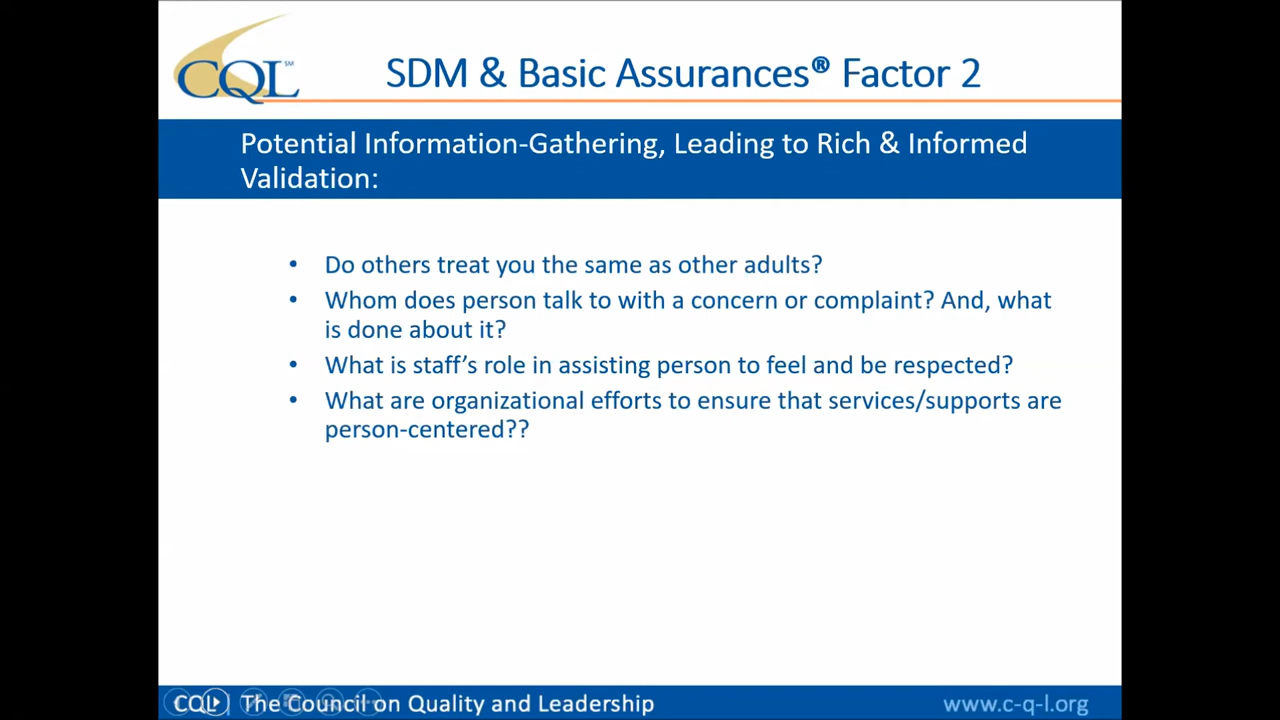 CQL SM
SDM & Basic Assurances® Factor 2
Potential Information-Gathering, Leading to Rich & Informed
Validation:
• Do others treat you the same as other adults?
• Whom does person talk to with a concern or complaint? And, what
is done about it?
• What is staff’s role in assisting person to feel and be respected?
• What are organizational efforts to ensure that services/supports are
person-centered??
CQL | The Council on Quality and Leadership
www.c-q-l.org